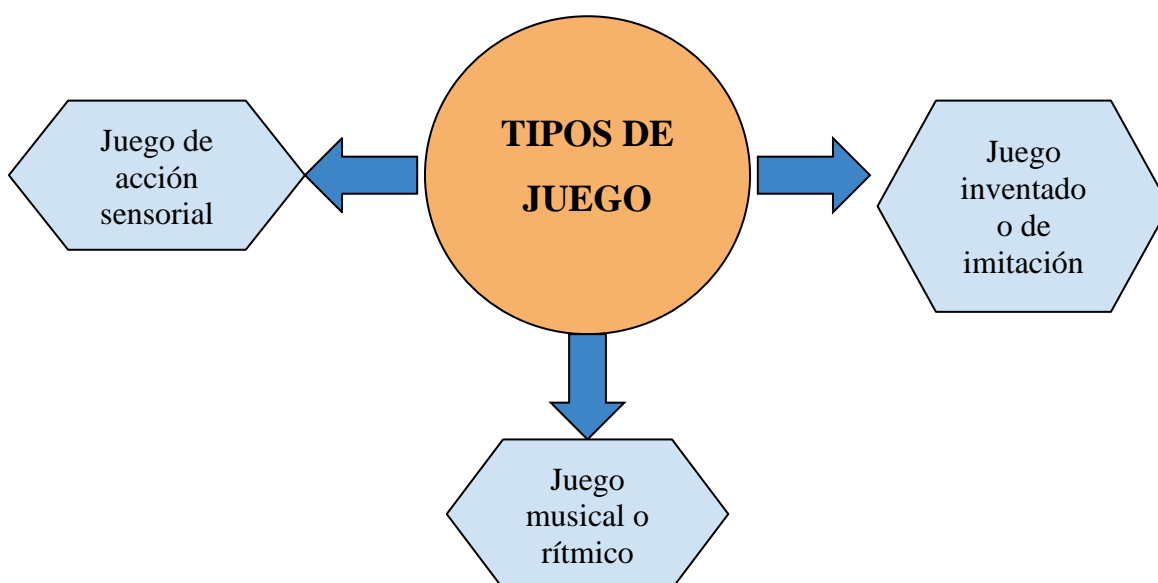 TIPOS DE
JUEGO
Juego de
acción
sensorial
Juego
inventado
o de
imitación
Juego
musical o
rítmico